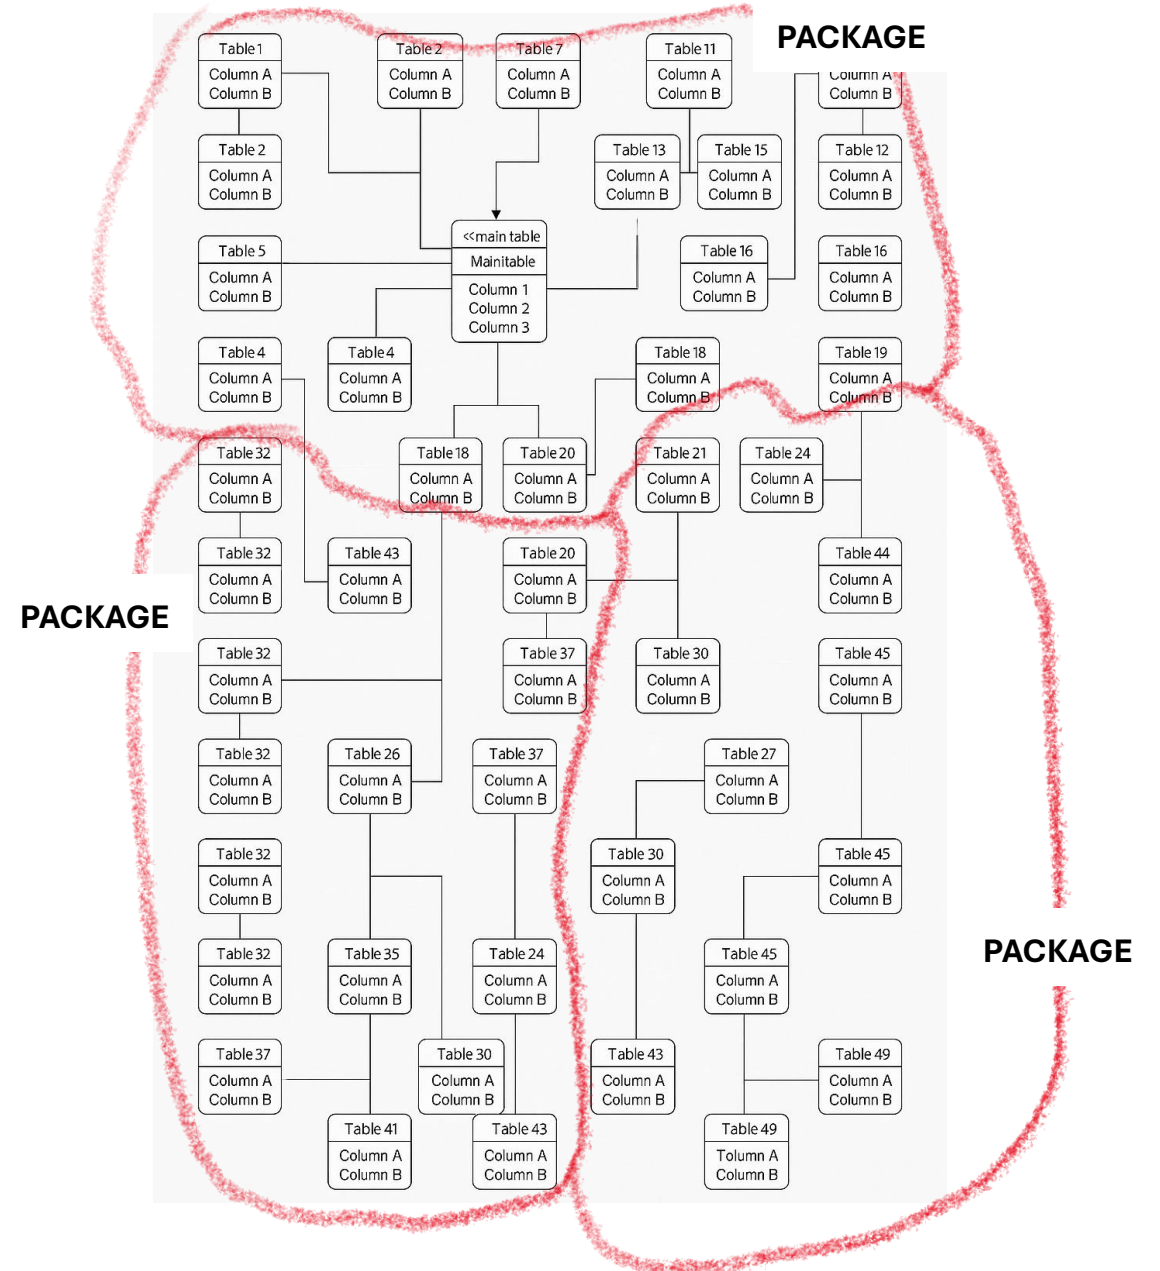 PACKAGE
Table 1
Column A
Column B
Table 2
Column A
Column B
Table 7
Column A
Column B
Table 11
Column A
Column B
Column A
Column B
Table 2
Column A
Column B
Table 13
Column A
Column B
Table 15
Column A
Column B
Table 12
Column A
Column B
<<main table
Mainitable
Column 1
Column 2
Column 3
Table 5
Column A
Column B
Table 16
Column A
Column B
Table 16
Column A
Column B
Table 4
Column A
Column B
Table 4
Column A
Column B
Table 18
Column A
Column B
Table 19
Column A
Column B
Table 32
Column A
Column B
Table 18
Column A
Column B
Table 20
Column A
Column B
Table 21
Column A
Column B
Table 24
Column A
Column B
Table 32
Column A
Column B
Table 43
Column A
Column B
Table 20
Column A
Column B
Table 44
Column A
Column B
PACKAGE
Table 32
Column A
Column B
Table 37
Column A
Column B
Table 30
Column A
Column B
Table 45
Column A
Column B
Table 32
Column A
Column B
Table 26
Column A
Column B
Table 37
Column A
Column B
Table 27
Column A
Column B
Table 32
Column A
Column B
Table 30
Column A
Column B
Table 45
Column A
Column B
Table 32
Column A
Column B
Table 35
Column A
Column B
Table 24
Column A
Column B
Table 45
Column A
Column B
PACKAGE
Table 37
Column A
Column B
Table 30
Column A
Column B
Table 43
Column A
Column B
Table 49
Column A
Column B
Table 41
Column A
Column B
Table 43
Column A
Column B
Table 49
Tolumn A
Column B